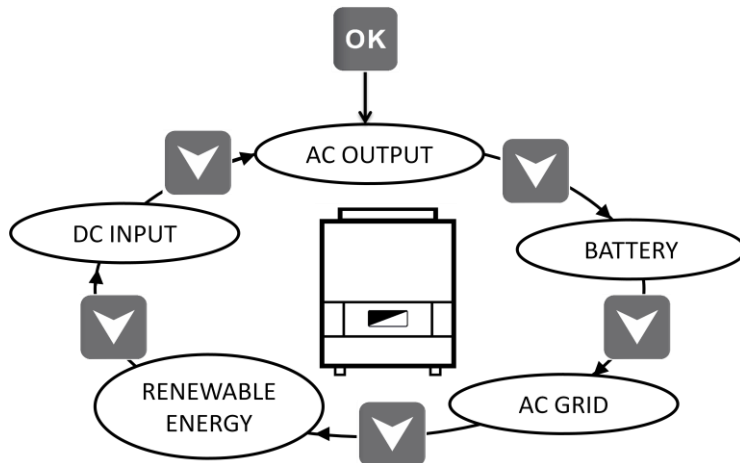 OK
AC OUTPUT
DC INPUT
BATTERY
RENEWABLE
ENERGY
AC GRID